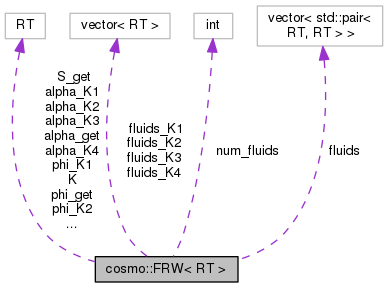 RT
vector< RT >
int
vector< std::pair<
RT, RT > >
S_get
alpha_K1
alpha_K2
alpha_K3
alpha_get
alpha_K4
phi_K1
K
phi_get
phi_K2
...
fluids_K1
fluids_K2
fluids_K3
fluids_K4
num_fluids
fluids
cosmo::FRW< RT >